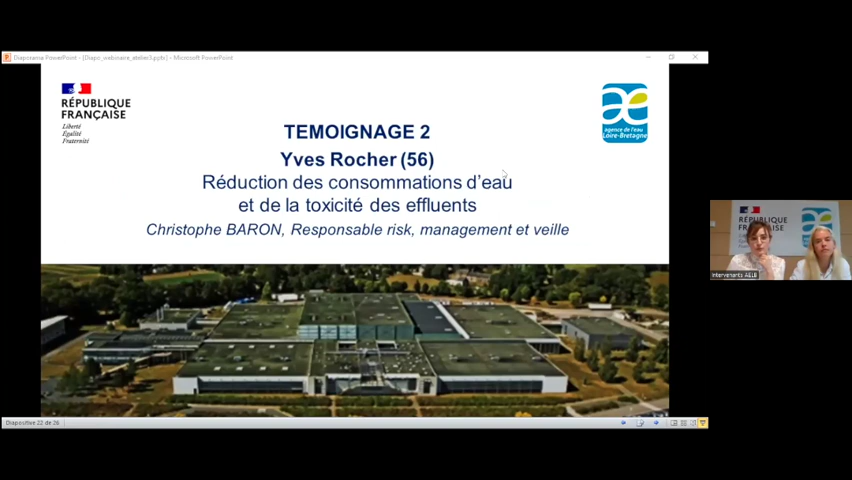 Diaporama PowerPoint - [Diapo_webinaire_atelier3.pptx] - Microsoft PowerPoint
RÉPUBLIQUE
FRANÇAISE
Liberté
Égalité
Fraternité
agence de l'eau
Loire-Bretagne
TEMOIGNAGE 2
Yves Rocher (56)
Réduction des consommations d'eau
et de la toxicité des effluents
Christophe BARON, Responsable risk, management et veille
RÉPUBLIQUE
FRANÇAISE
Intervenants AELB
Diapositive 22 de 26